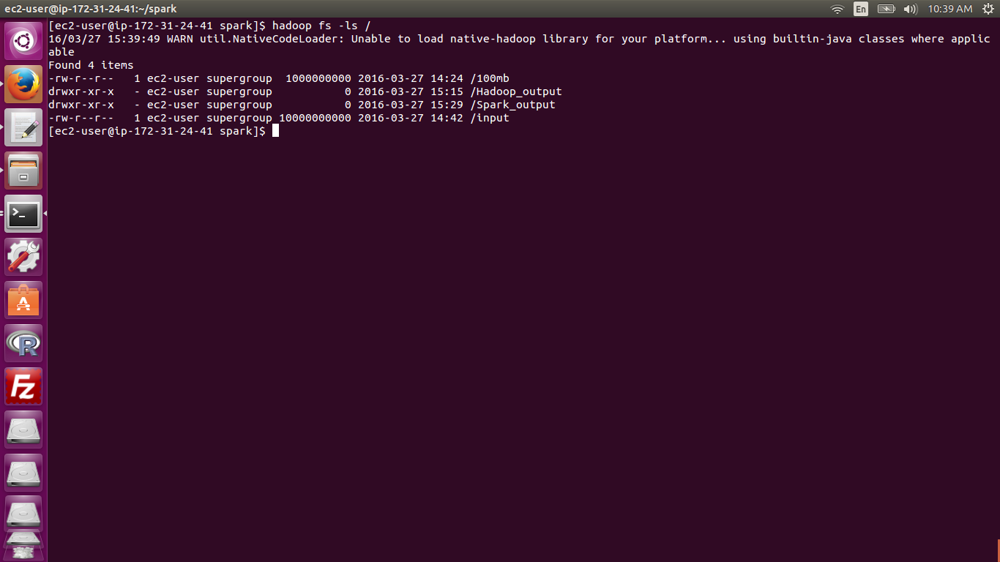 ec2-user@ip-172-31-24-41:~/spark
En
10:39 AM
[ec2-user@ip-172-31-24-41 spark]$ hadoop fs -ls /
16/03/27 15:39:49 WARN util.NativeCodeLoader: Unable to load native-hadoop library for your platform... using builtin-java classes where applic
able
Found 4 items
-rw-r--r--   1 ec2-user supergroup  1000000000 2016-03-27 14:24 /100mb
drwxr-xr-x   - ec2-user supergroup           0 2016-03-27 15:15 /Hadoop_output
drwxr-xr-x   - ec2-user supergroup           0 2016-03-27 15:29 /Spark_output
-rw-r--r--   1 ec2-user supergroup 10000000000 2016-03-27 14:42 /input
[ec2-user@ip-172-31-24-41 spark]$
>_
A
R
Fz